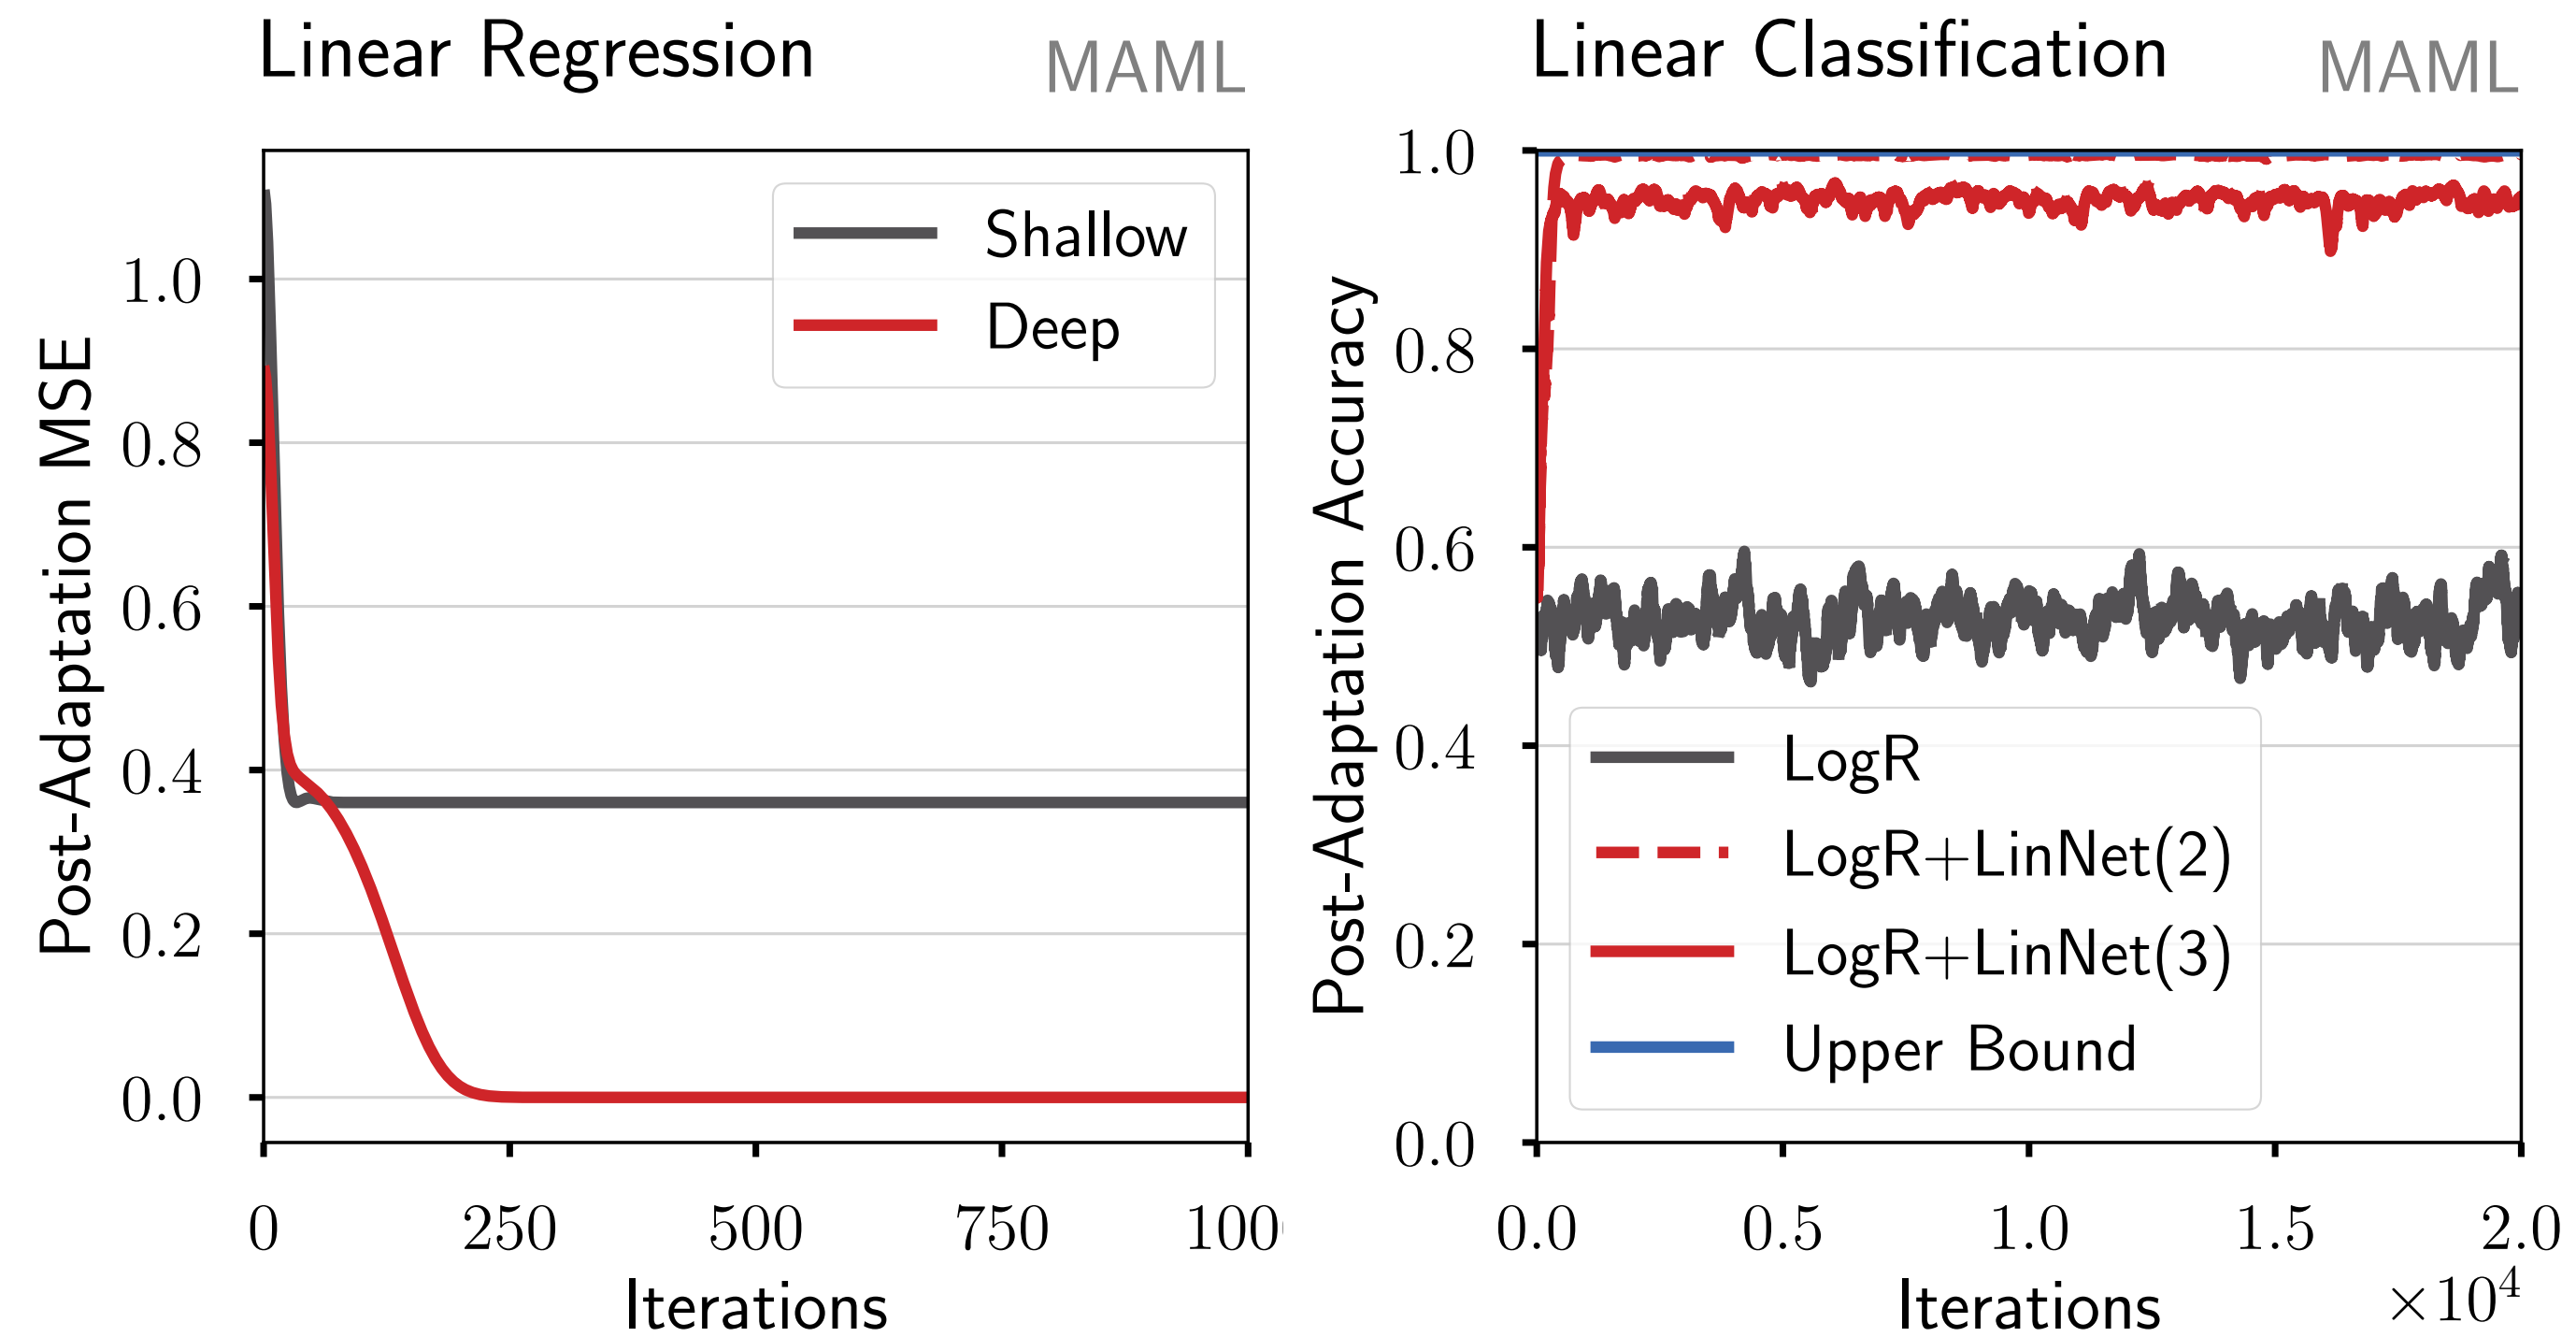 Linear Regression
MAML
Post-Adaptation MSE
1.0
0.8
0.6
0.4
0.2
0.0
Shallow
Deep
0 250 500 750 100
Iterations
Linear Classification
MAML
Post-Adaptation Accuracy
1.0
0.8
0.6
0.4
0.2
0.0
LogR
LogR+LinNet(2)
LogR+LinNet(3)
Upper Bound
0.0 0.5 1.0 1.5 2.0
Iterations
×10⁴